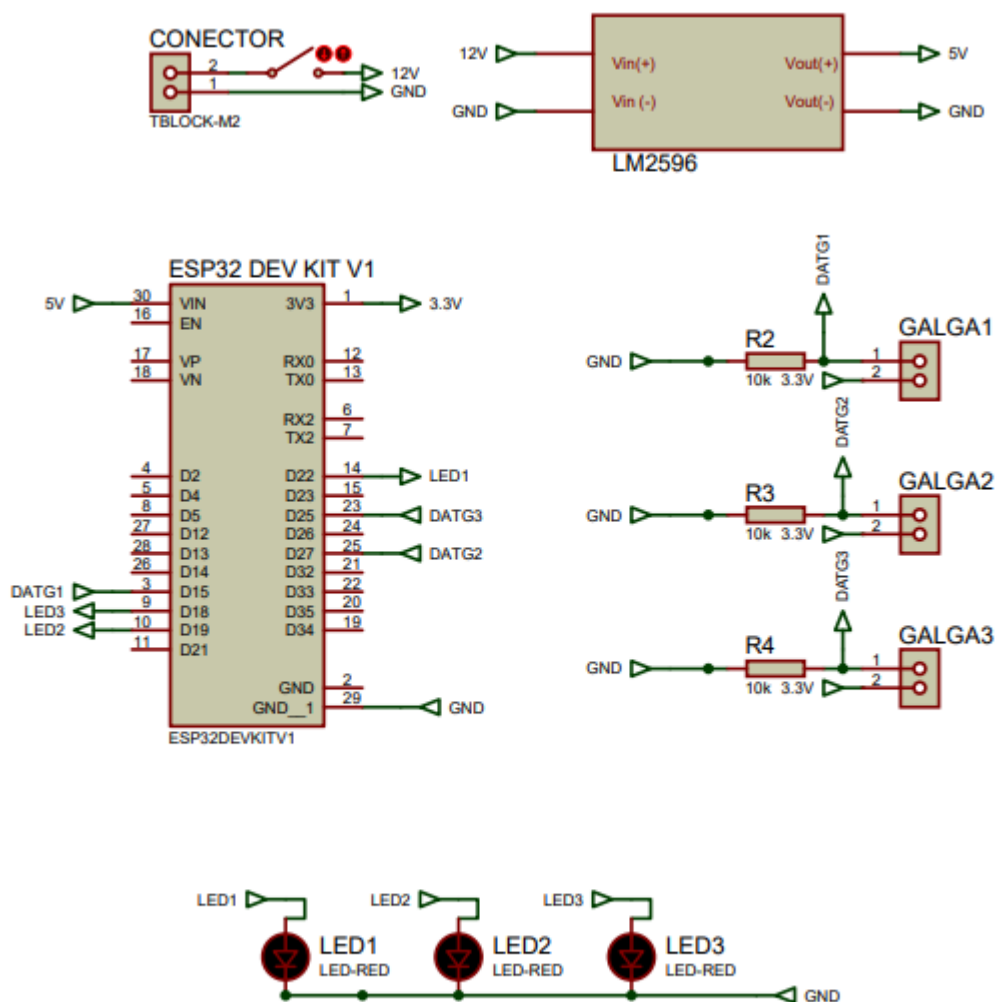 CONECTOR
2
12V
1
GND
TBLOCK-M2
12V
Vin(+)
Vout(+)
5V
GND
Vin (-)
Vout(-)
GND
LM2596
ESP32 DEV KIT V1
5V
30
VIN
3V3
1
3.3V
16
EN
17
VP
RX0
12
18
VN
TX0
13
RX2
6
TX2
7
4
D2
D22
14
LED1
5
D4
D23
15
8
D5
D25
23
DATG3
27
D12
D26
24
28
D13
D27
25
DATG2
26
D14
D32
21
DATG1
3
D15
D33
22
LED3
9
D18
D35
20
LED2
10
D19
D34
19
11
D21
GND
2
GND__1
29
GND
ESP32DEVKITV1
DATG1
GALGA1
R2
GND
1
10k
3.3V
2
DATG2
GALGA2
R3
GND
1
10k
3.3V
2
DATG3
GALGA3
R4
GND
1
10k
3.3V
2
LED1
LED2
LED3
LED1
LED-RED
LED2
LED-RED
LED3
LED-RED
GND